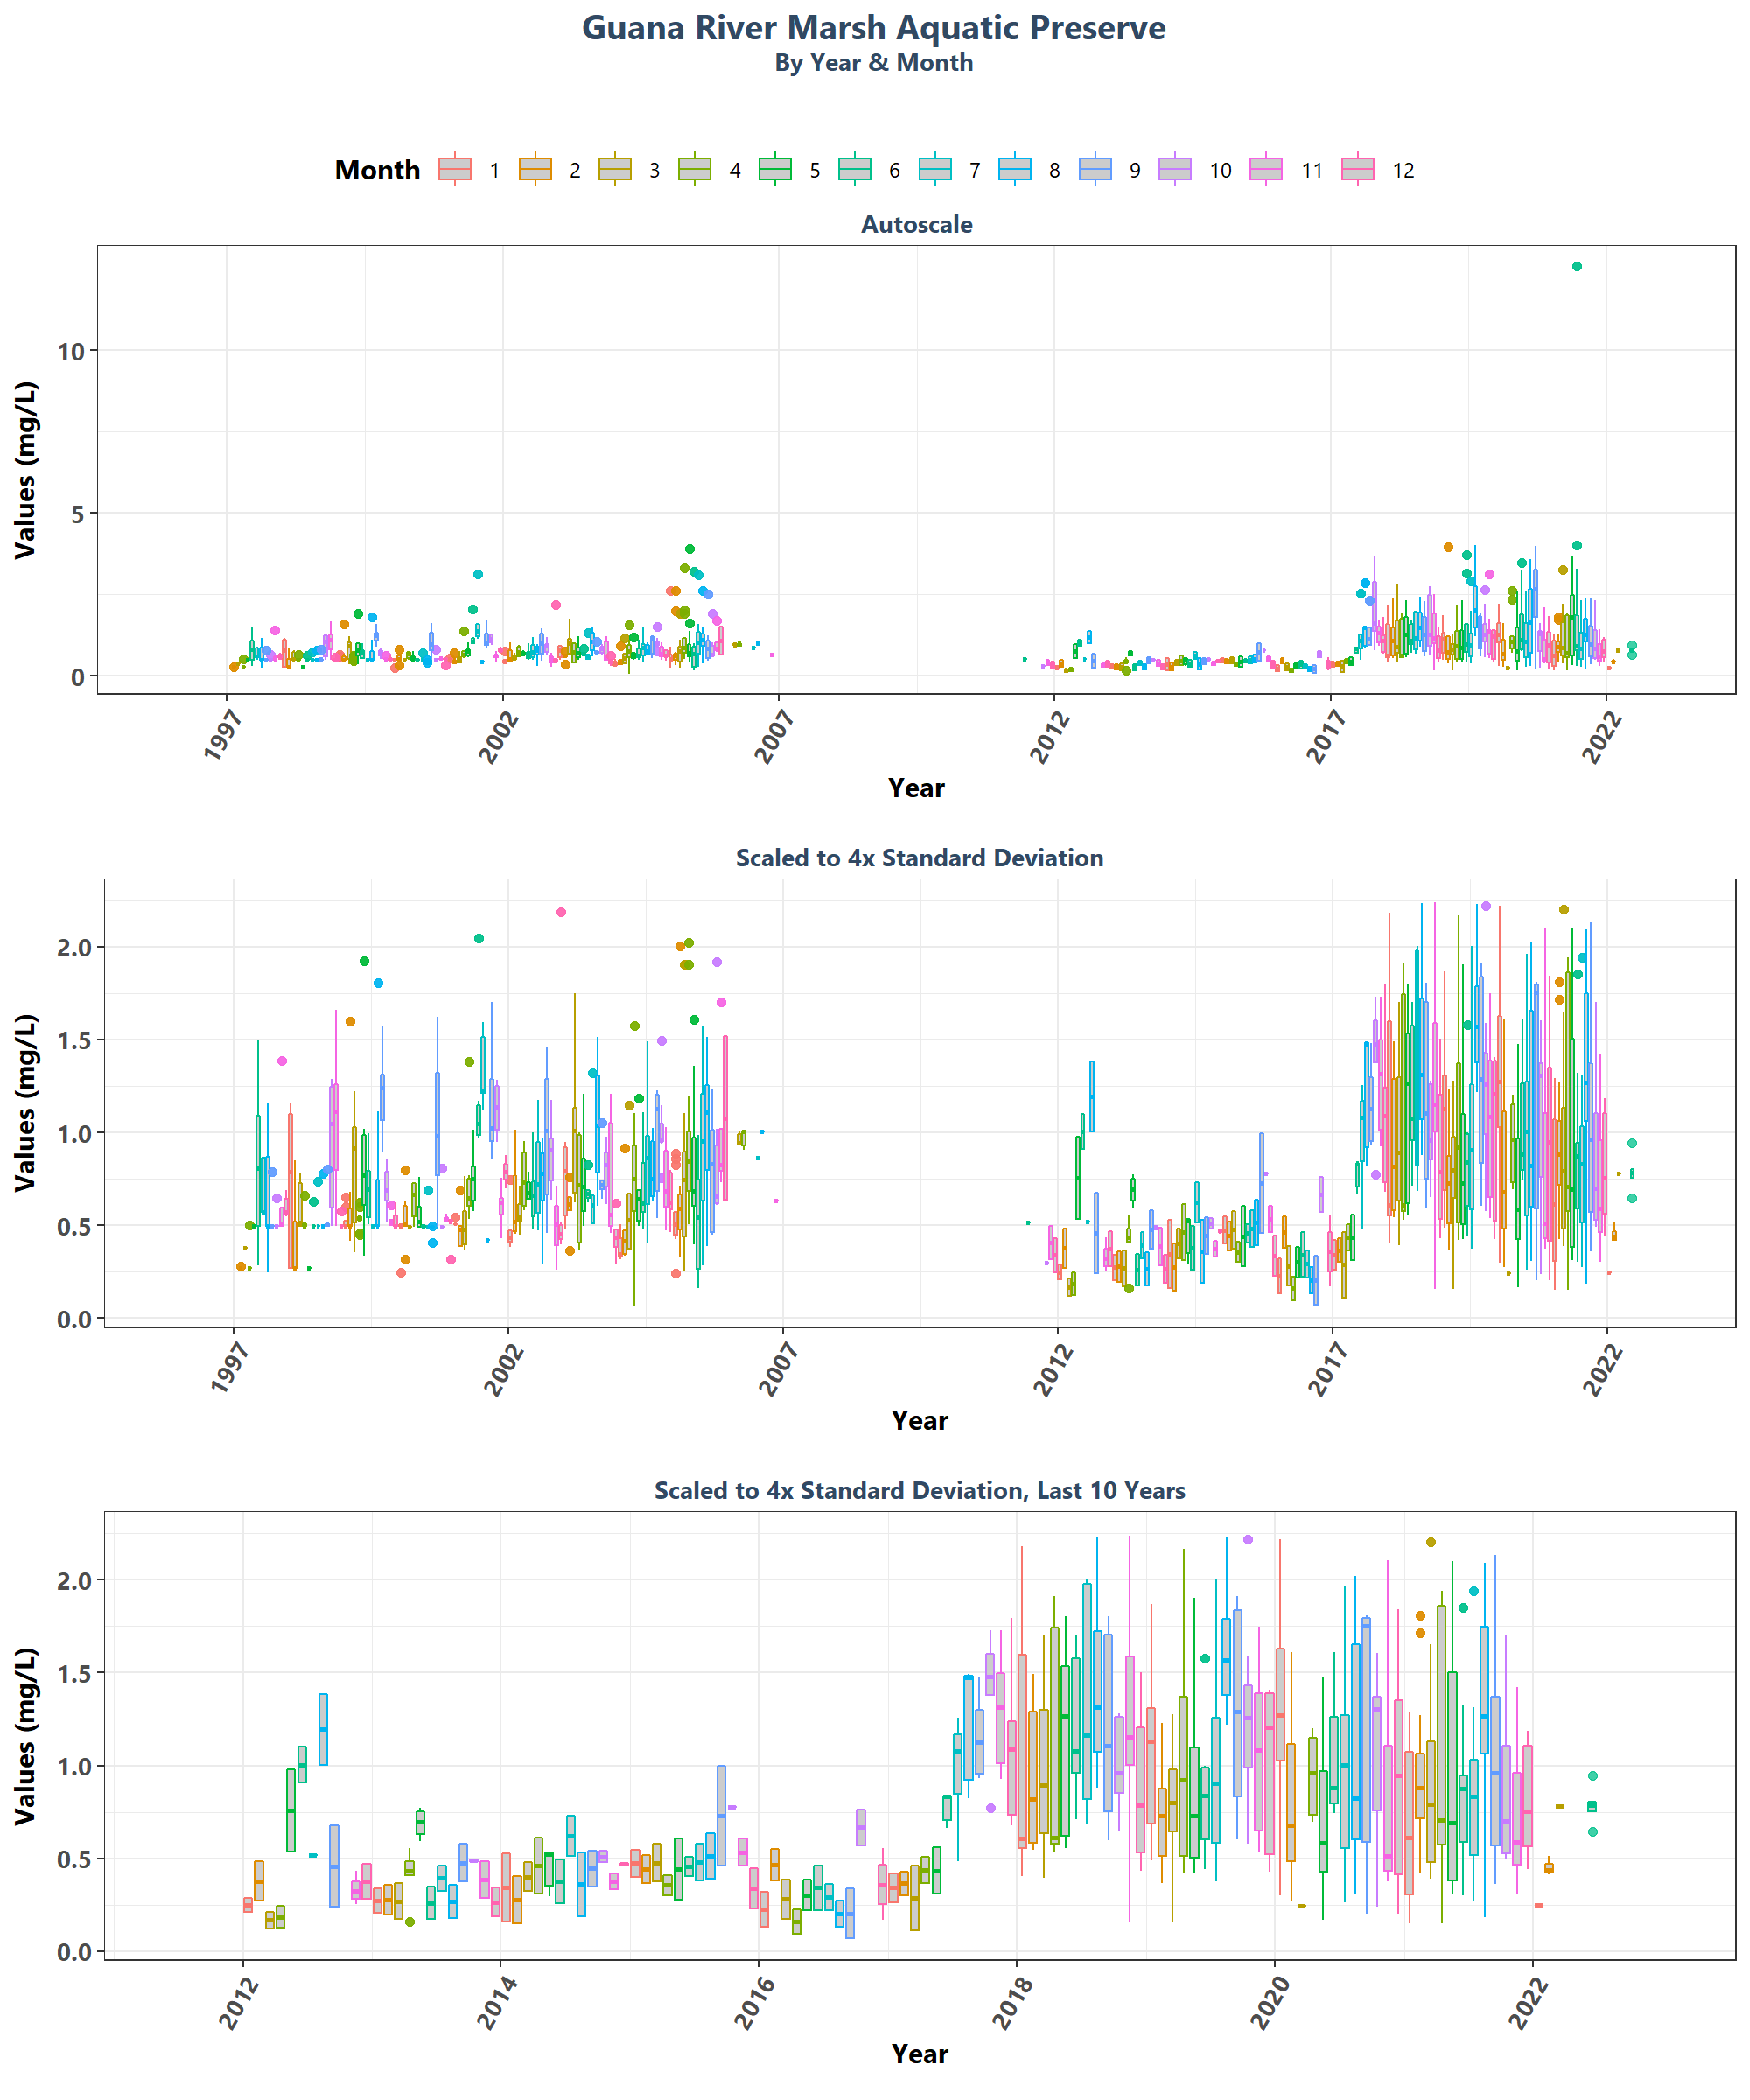 Guana River Marsh Aquatic Preserve
By Year & Month
Month 1 2 3 4 5 6 7 8 9 10 11 12
Autoscale
Values (mg/L)
10
5
0
1997 2002 2007 2012 2017 2022
Year
Scaled to 4x Standard Deviation
Values (mg/L)
2.0
1.5
1.0
0.5
0.0
1997 2002 2007 2012 2017 2022
Year
Scaled to 4x Standard Deviation, Last 10 Years
Values (mg/L)
2.0
1.5
1.0
0.5
0.0
2012 2014 2016 2018 2020 2022
Year